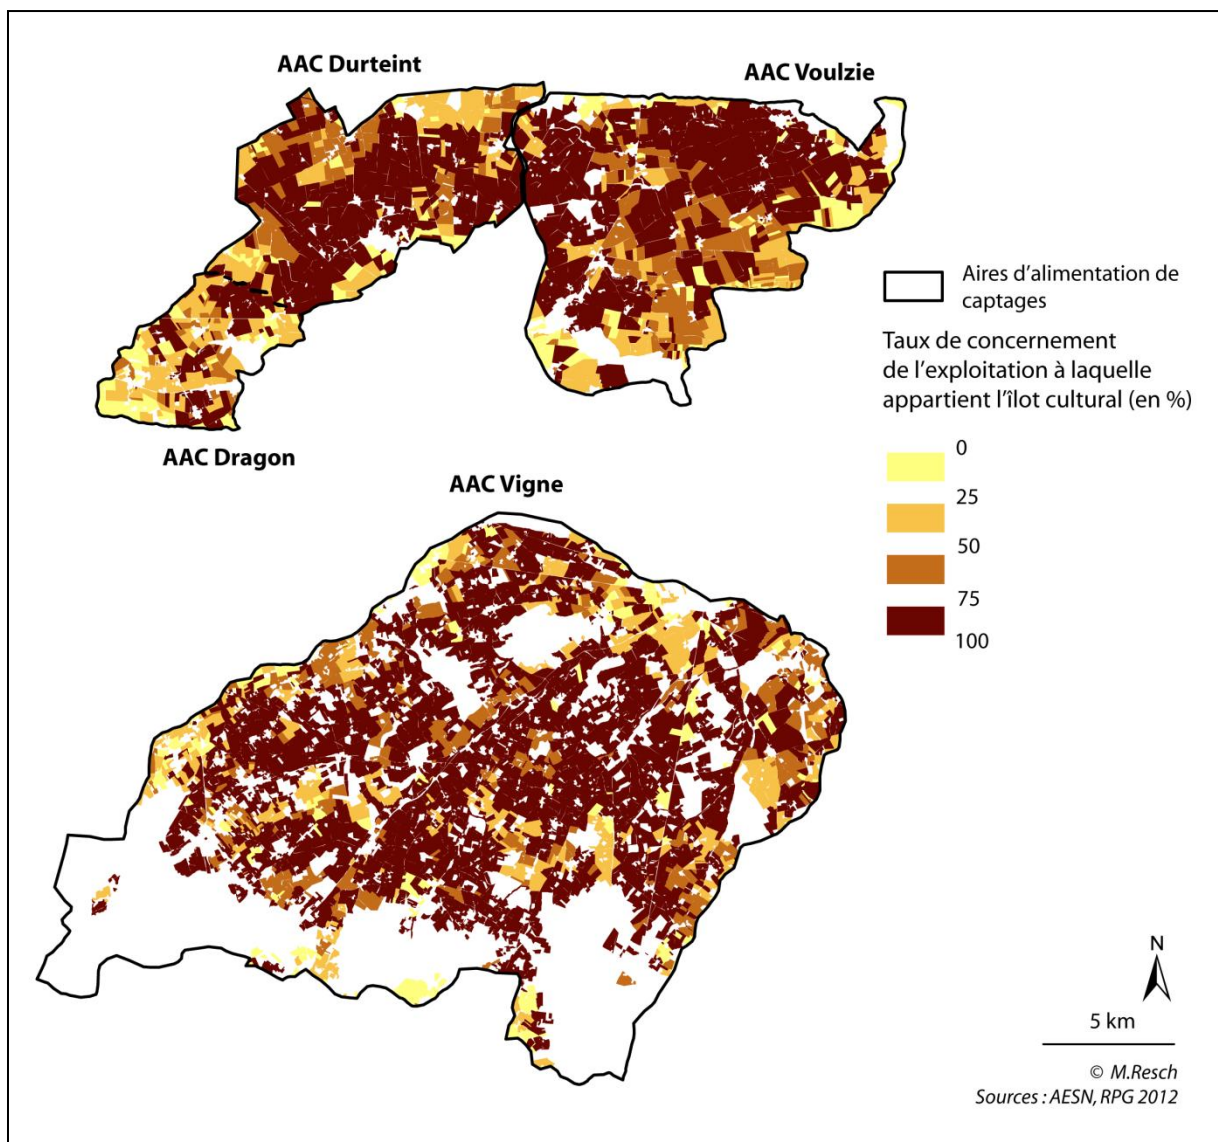 AAC Durteint
AAC Voulzie
Aires d’alimentation de
captages
Taux de concernement
de l’exploitation à laquelle
appartient l’îlot cultural (en %)
0
25
50
75
100
AAC Dragon
AAC Vigne
N
5 km
© M.Resch
Sources : AESN, RPG 2012